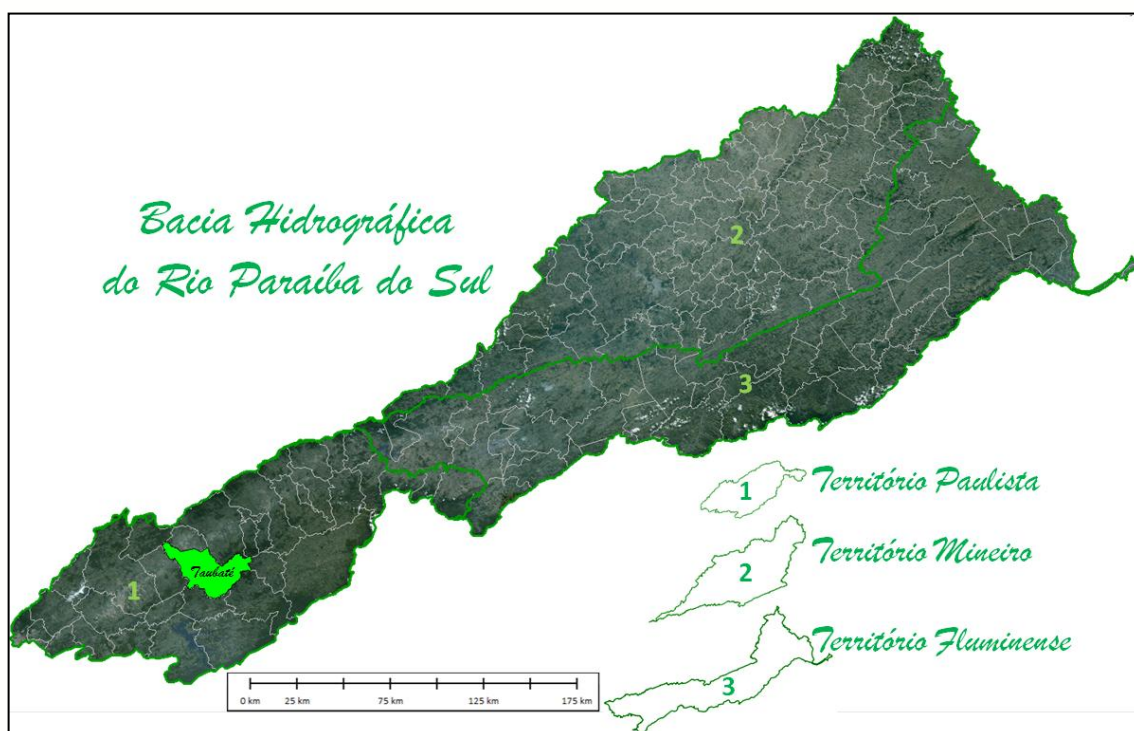 Bacia Hidrográfica
do Rio Paraíba do Sul
2
3
1
Taubaté
1
Território Paulista
2
Território Mineiro
3
Território Fluminense
0 km 25 km 75 km 125 km 175 km